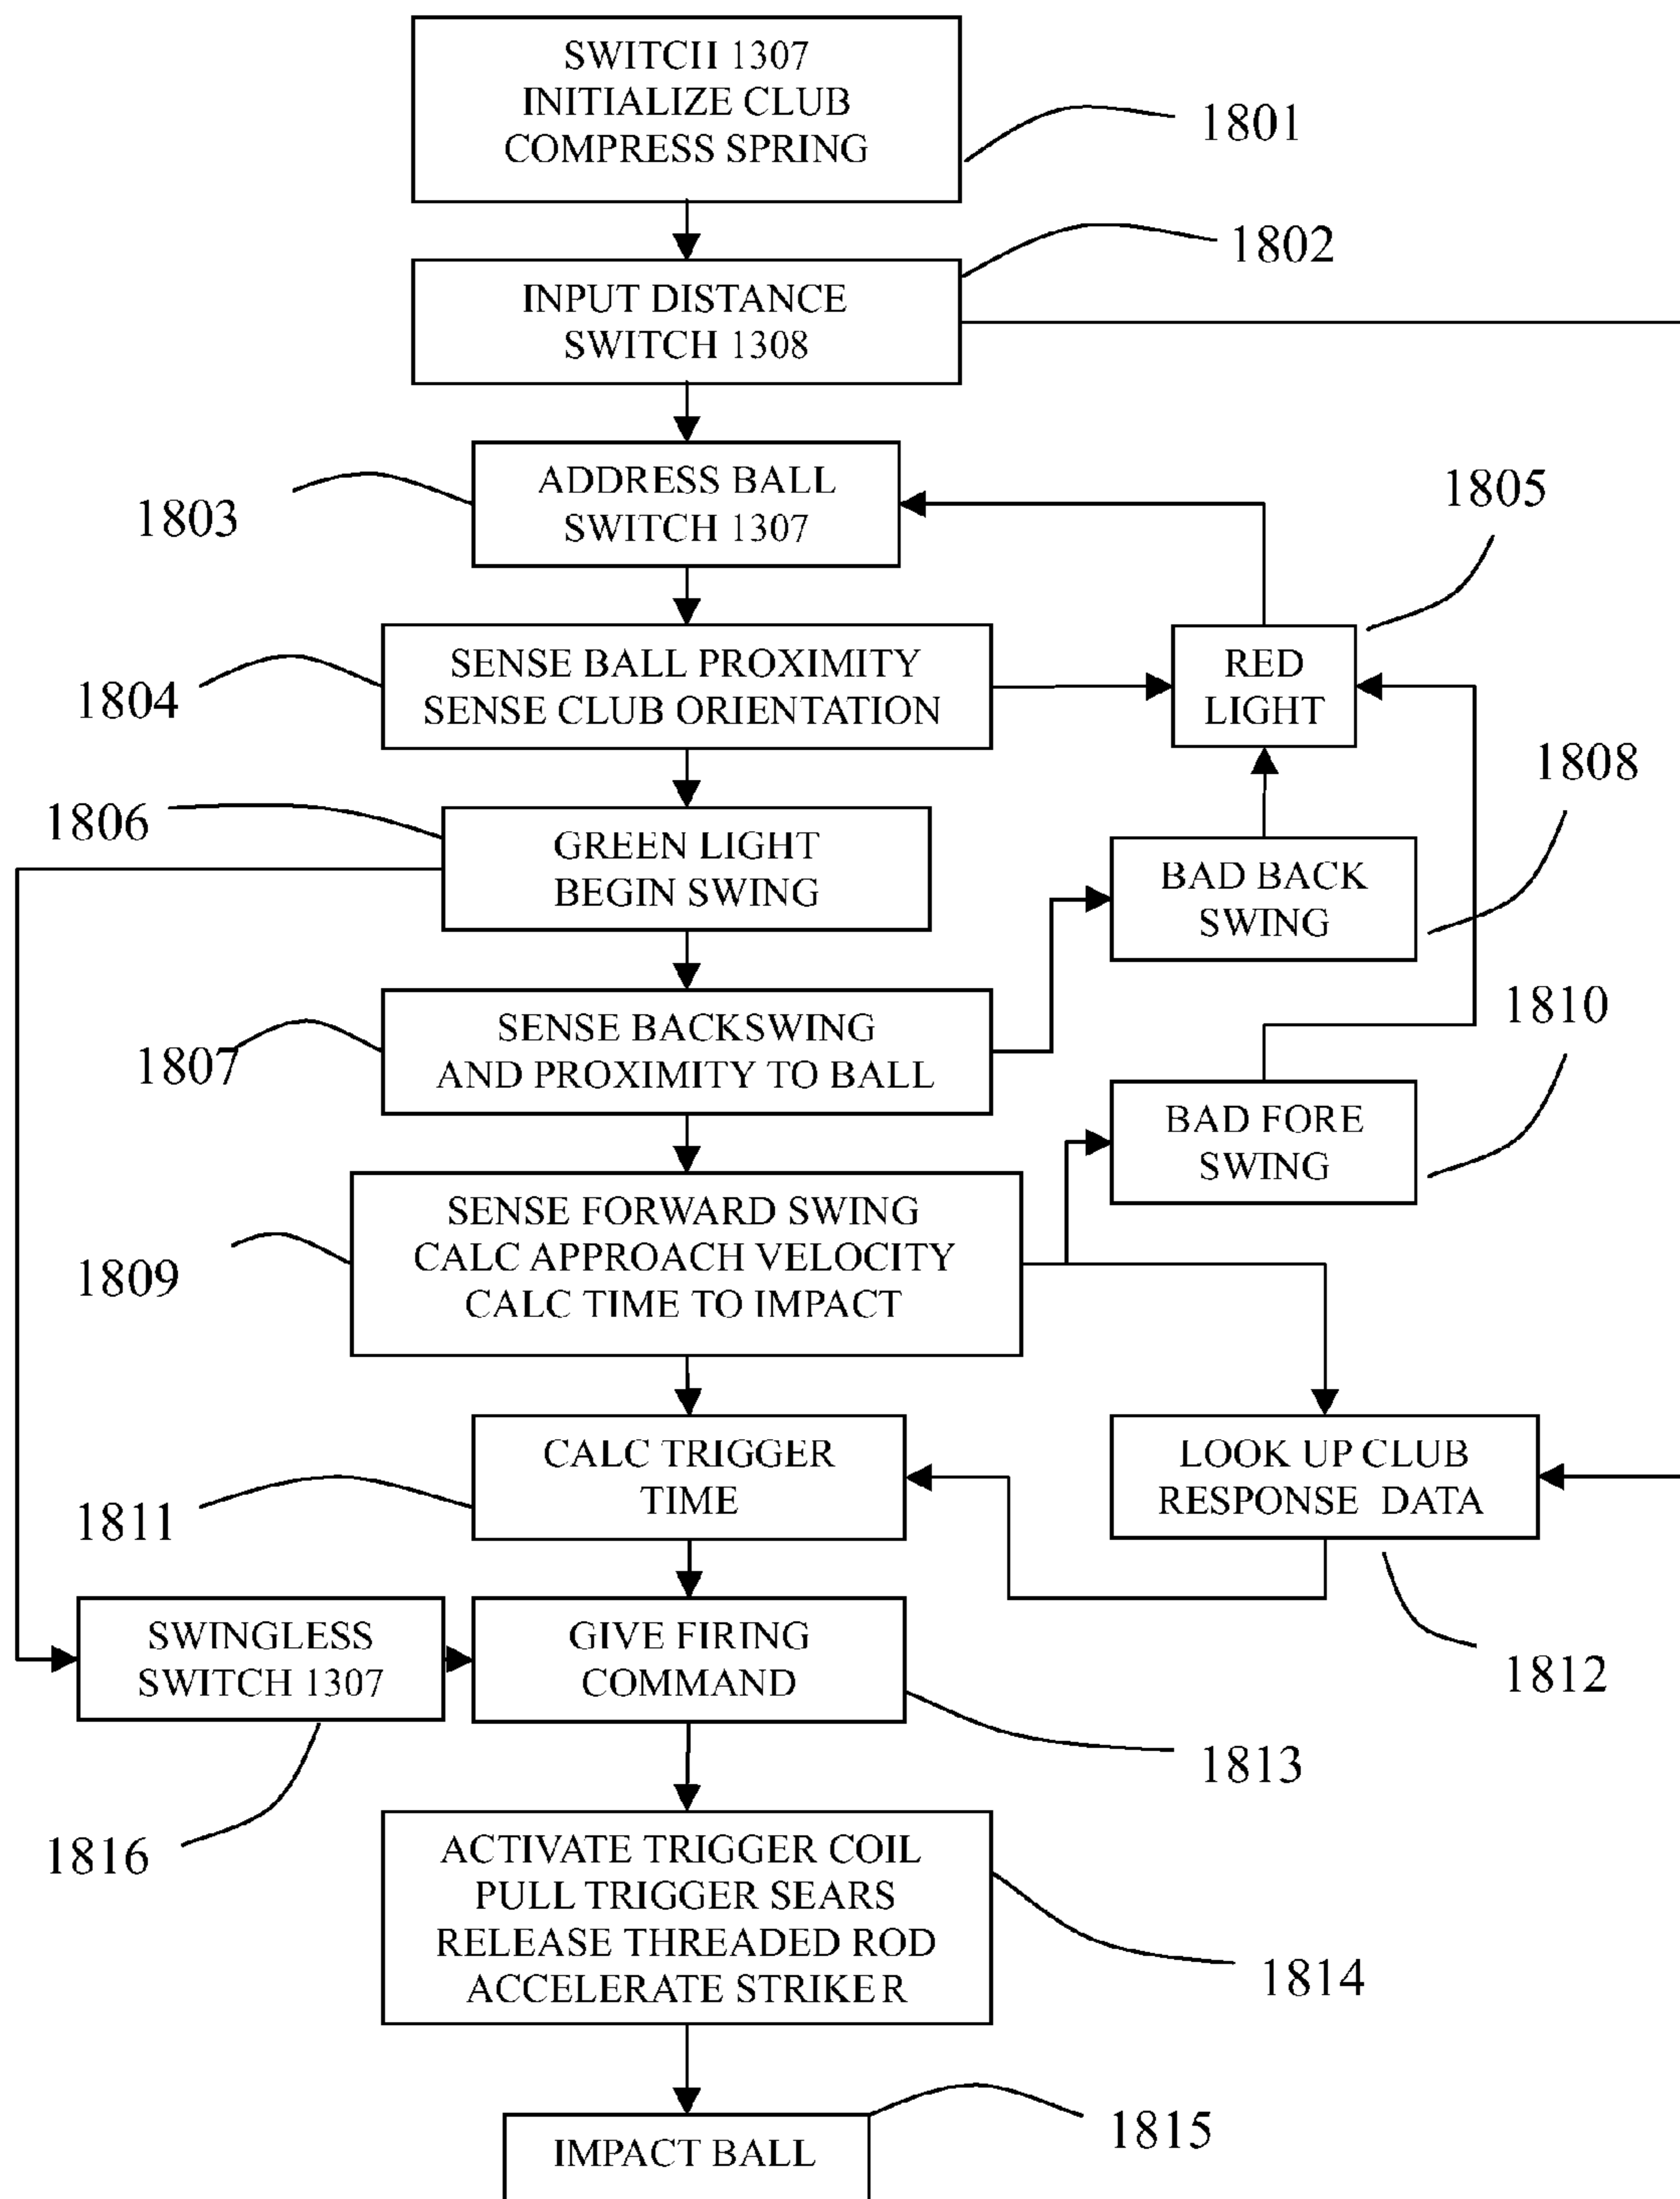 SWITCH 1307
INITIALIZE CLUB
COMPRESS SPRING
1801
1802
INPUT DISTANCE
SWITCH 1308
ADDRESS BALL
SWITCH 1307
1803
1805
SENSE BALL PROXIMITY
SENSE CLUB ORIENTATION
1804
RED
LIGHT
1808
1806
GREEN LIGHT
BEGIN SWING
BAD BACK
SWING
1810
SENSE BACKSWING
AND PROXIMITY TO BALL
1807
BAD FORE
SWING
SENSE FORWARD SWING
CALC APPROACH VELOCITY
CALC TIME TO IMPACT
1809
CALC TRIGGER
TIME
1811
LOOK UP CLUB
RESPONSE DATA
1812
SWINGLESS
SWITCH 1307
GIVE FIRING
COMMAND
1813
1816
ACTIVATE TRIGGER COIL
PULL TRIGGER SEARS
RELEASE THREADED ROD
ACCELERATE STRIKER
1814
1815
IMPACT BALL